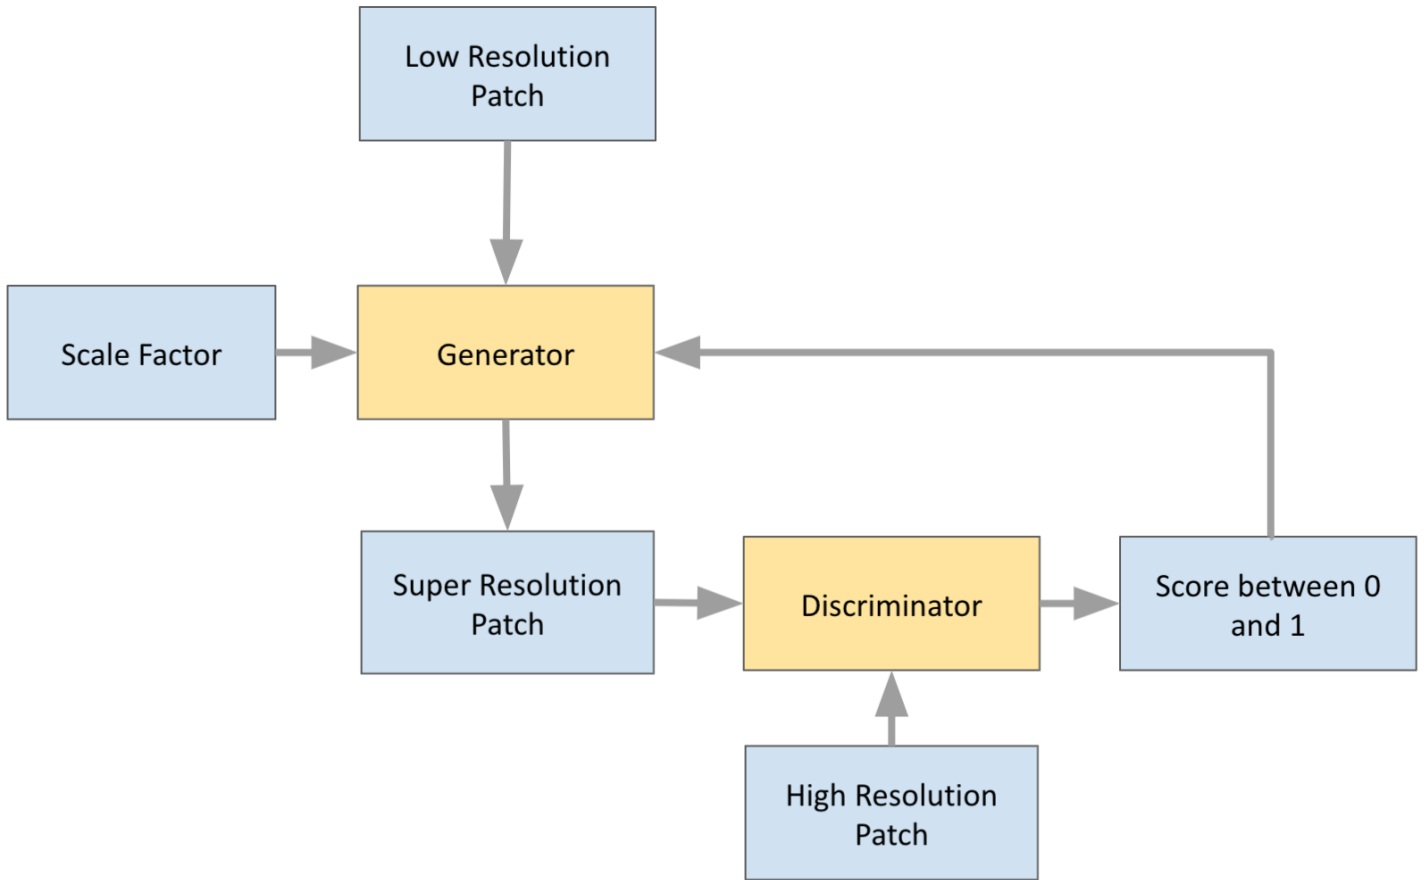 Low Resolution
Patch
Scale Factor
Generator
Super Resolution
Patch
Discriminator
Score between 0
and 1
High Resolution
Patch